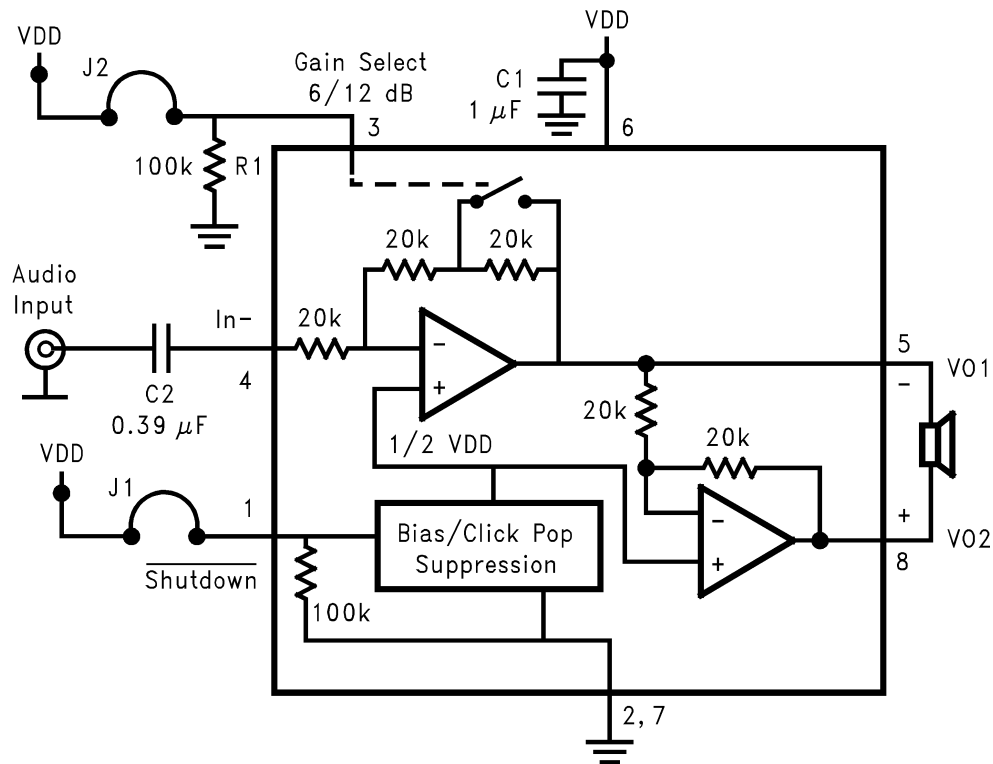 VDD
J2
Gain Select
6/12 dB
3
VDD
C1
1 μF
6
100k
R1
20k
20k
Audio
Input
In-
20k
4
C2
0.39 μF
-
+
1/2 VDD
5
VO1
-
20k
20k
VDD
J1
1
Shutdown
Bias/Click Pop
Suppression
100k
-
+
+
VO2
8
2,7